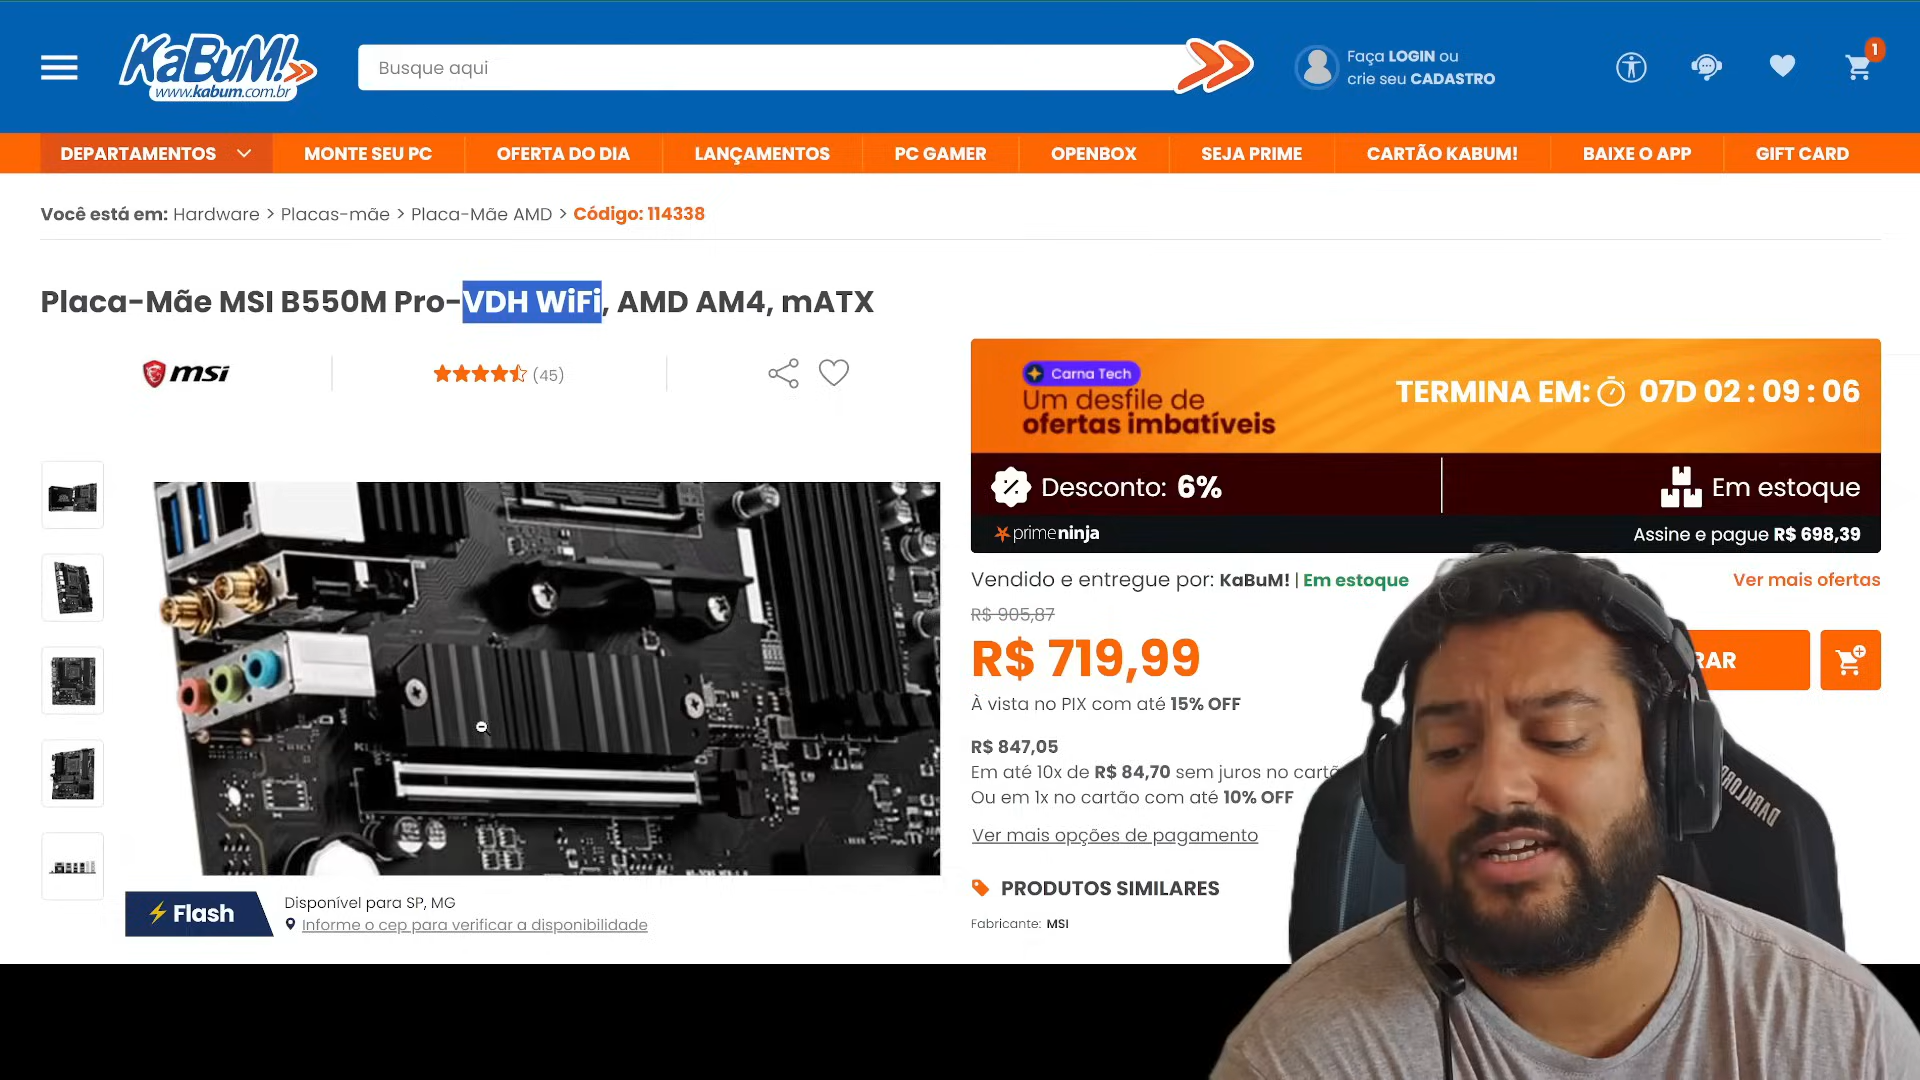 KaBuM!
www.kabum.com.br
Busque aqui
Faça LOGIN ou
crie seu CADASTRO
1
DEPARTAMENTOS
MONTE SEU PC
OFERTA DO DIA
LANÇAMENTOS
PC GAMER
OPENBOX
SEJA PRIME
CARTÃO KABUM!
BAIXE O APP
GIFT CARD
Você está em: Hardware > Placas-mãe > Placa-Mãe AMD > Código: 114338
Placa-Mãe MSI B550M Pro-VDH WiFi, AMD AM4, mATX
msi
(45)
Carna Tech
Um desfile de
ofertas imbatíveis
TERMINA EM: 07D 02 : 09 : 06
Desconto: 6%
Em estoque
primeninja
Assine e pague R$ 698,39
Vendido e entregue por: KaBuM! | Em estoque
Ver mais ofertas
R$ 905,87
R$ 719,99
RAR
À vista no PIX com até 15% OFF
R$ 847,05
Em até 10x de R$ 84,70 sem juros no cartã
Ou em 1x no cartão com até 10% OFF
Ver mais opções de pagamento
PRODUTOS SIMILARES
Fabricante: MSI
Flash
Disponível para SP, MG
Informe o cep para verificar a disponibilidade